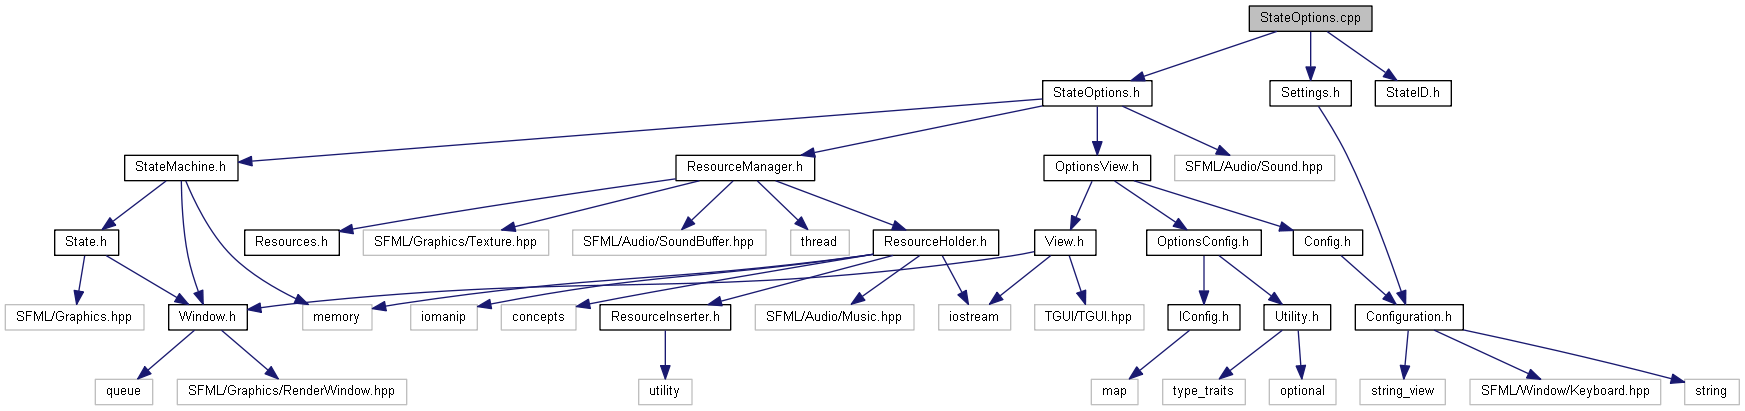 StateOptions.cpp
StateOptions.h
Settings.h
StateID.h
StateMachine.h
ResourceManager.h
OptionsView.h
SFML/Audio/Sound.hpp
State.h
Resources.h
SFML/Graphics/Texture.hpp
SFML/Audio/SoundBuffer.hpp
thread
ResourceHolder.h
View.h
OptionsConfig.h
Config.h
SFML/Graphics.hpp
Window.h
memory
iomanip
concepts
ResourceInserter.h
SFML/Audio/Music.hpp
iostream
TGUI/TGUI.hpp
IConfig.h
Utility.h
Configuration.h
queue
SFML/Graphics/RenderWindow.hpp
utility
map
type_traits
optional
string_view
SFML/Window/Keyboard.hpp
string